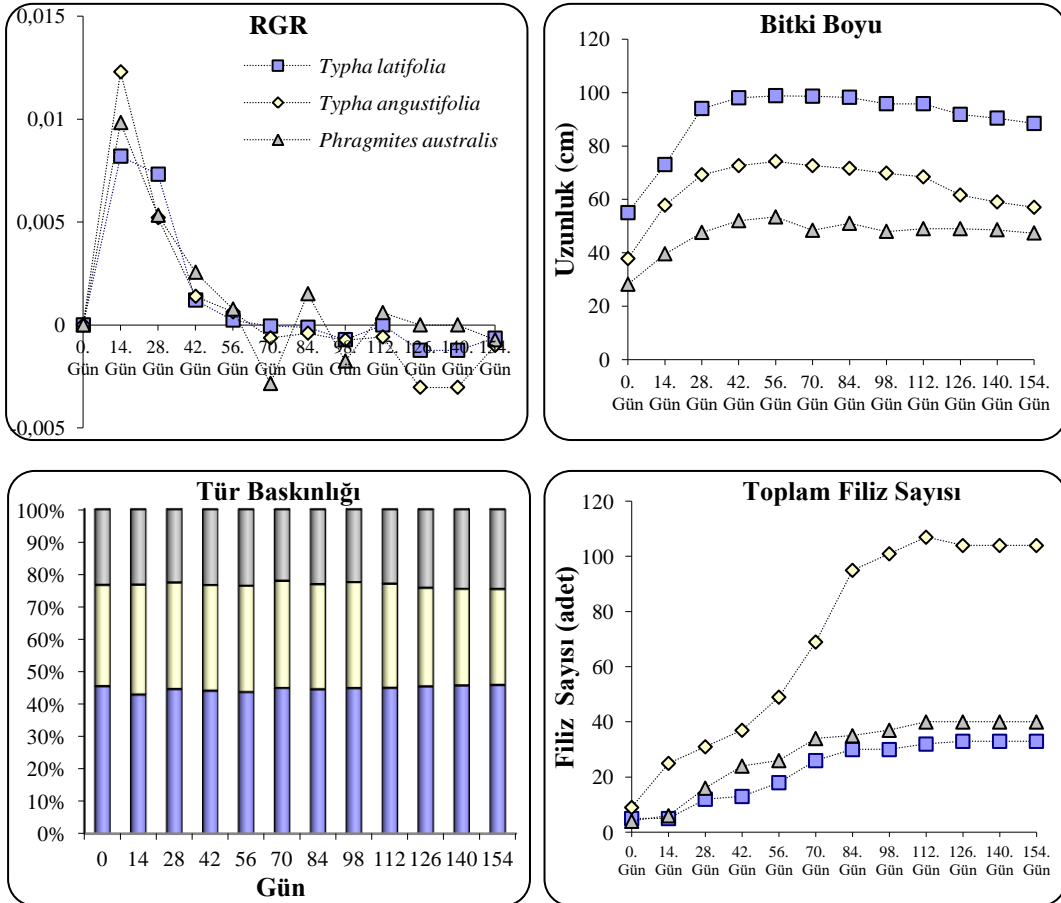 RGR
0,015
0,01
0,005
0
-0,005
Typha latifolia
Typha angustifolia
Phragmites australis
0. 14. 28. 42. 56. 70. 84. 98. 112. 126. 140. 154.
Gün Gün Gün Gün Gün Gün Gün Gün Gün Gün Gün Gün
Bitki Boyu
Uzunluk (cm)
120
100
80
60
40
20
0
0. 14. 28. 42. 56. 70. 84. 98. 112. 126. 140. 154.
Gün Gün Gün Gün Gün Gün Gün Gün Gün Gün Gün Gün
Tür Baskınlığı
100%
90%
80%
70%
60%
50%
40%
30%
20%
10%
0%
0 14 28 42 56 70 84 98 112 126 140 154
Gün
Toplam Filiz Sayısı
Filiz Sayısı (adet)
120
100
80
60
40
20
0
0. 14. 28. 42. 56. 70. 84. 98. 112. 126. 140. 154.
Gün Gün Gün Gün Gün Gün Gün Gün Gün Gün Gün Gün